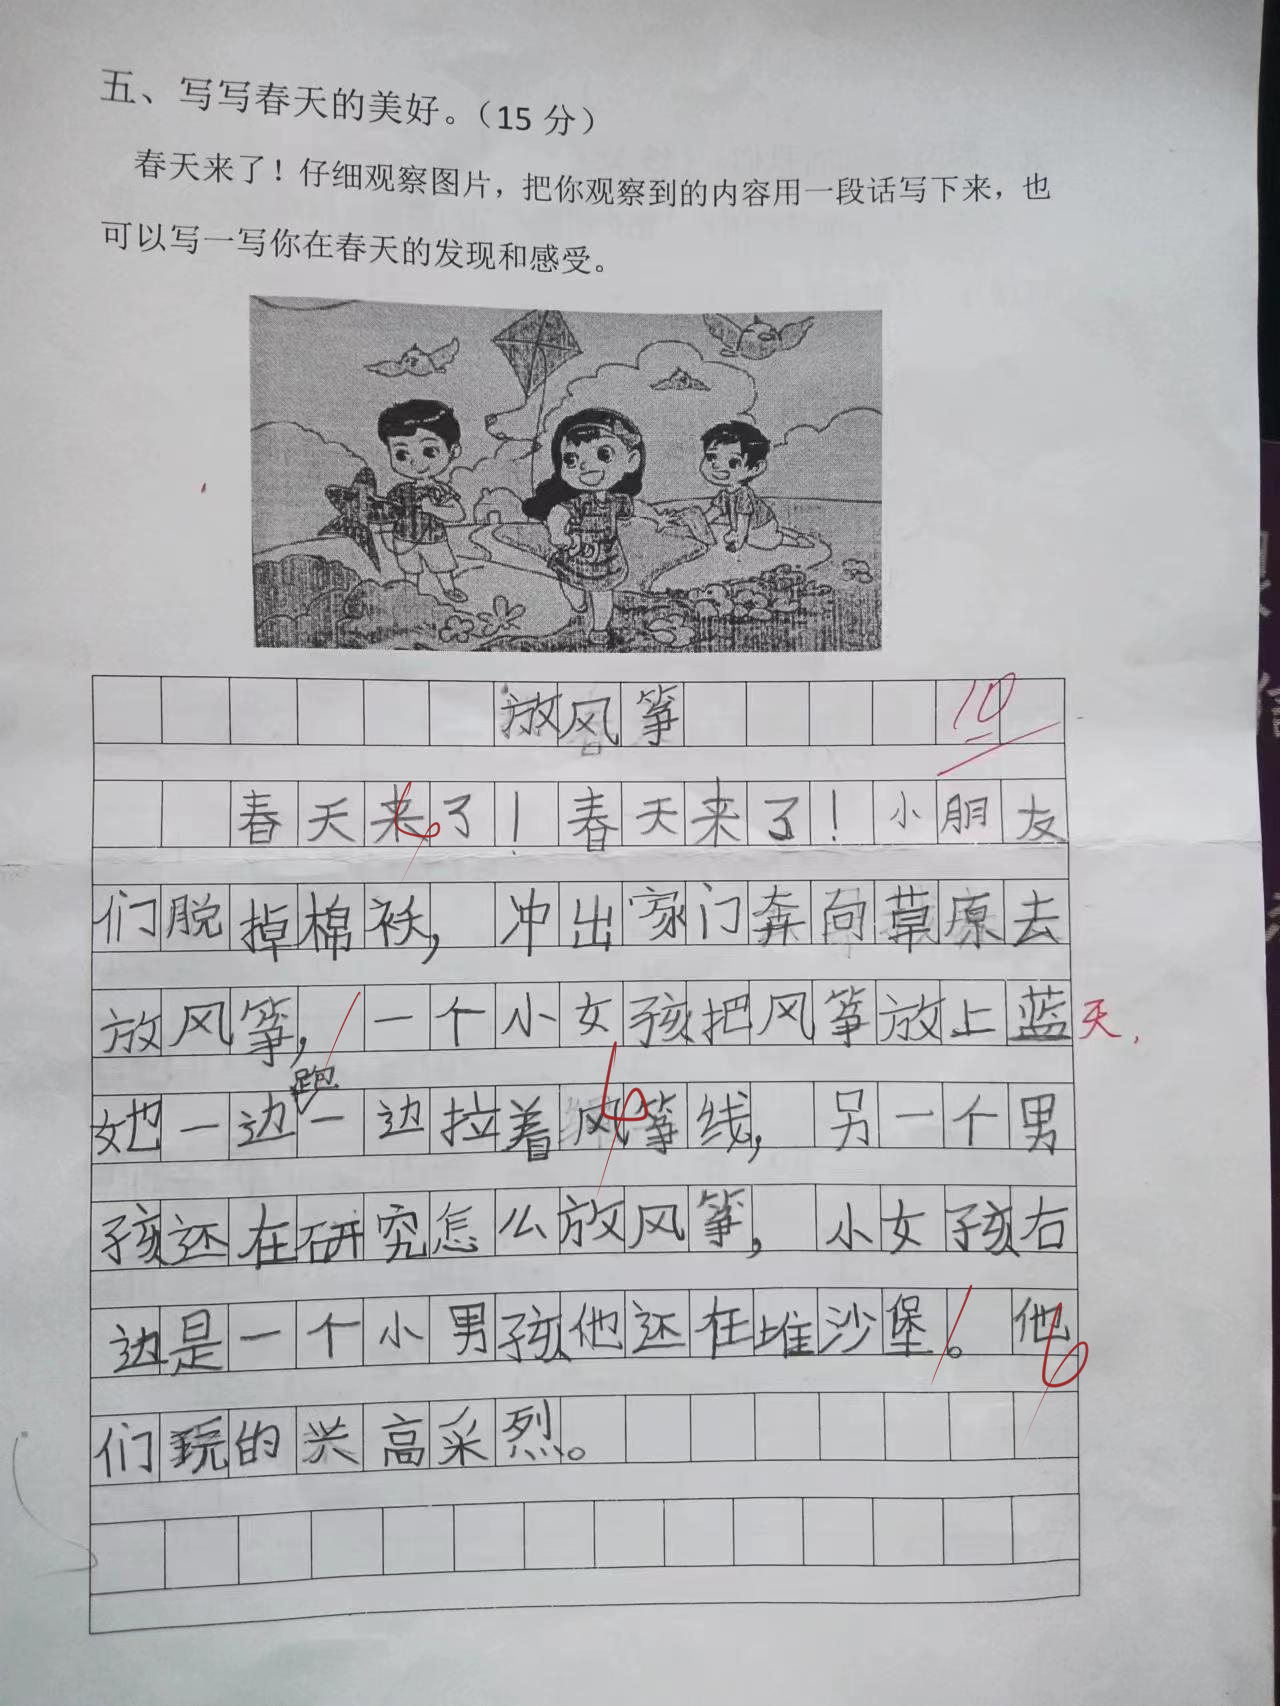 五、写写春天的美好。（15 分）
春天来了！仔细观察图片，把你观察到的内容用一段话写下来，也
可以写一写你在春天的发现和感受。
放风筝
10
春天来了！春天来了！小朋友
们脱掉棉袄，冲出家门奔向草原去
放风筝，一个小女孩把风筝放上蓝天，
她一边跑一边拉着风筝线，另一个男
孩还在研究怎么放风筝，小女孩右
边是一个小男孩他还在堆沙堡。他
们玩的兴高采烈。